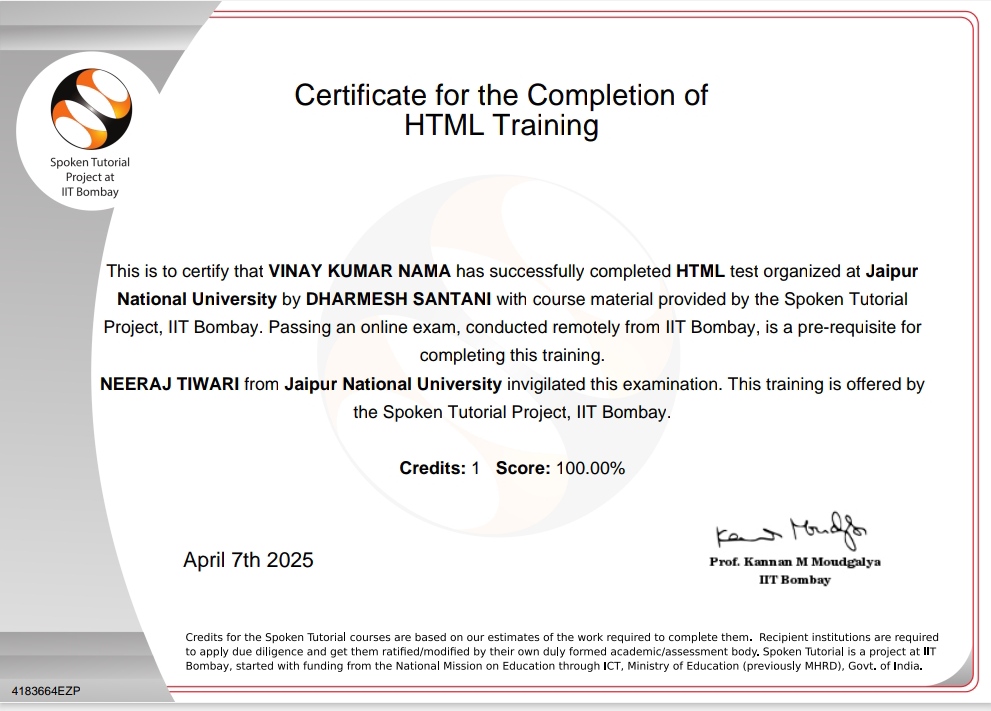 Certificate for the Completion of
HTML Training
Spoken Tutorial
Project at
IIT Bombay
This is to certify that VINAY KUMAR NAMA has successfully completed HTML test organized at Jaipur
National University by DHARMESH SANTANI with course material provided by the Spoken Tutorial
Project, IIT Bombay. Passing an online exam, conducted remotely from IIT Bombay, is a pre-requisite for
completing this training.
NEERAJ TIWARI from Jaipur National University invigilated this examination. This training is offered by
the Spoken Tutorial Project, IIT Bombay.
Credits: 1 Score: 100.00%
April 7th 2025
Prof. Kannan M Moudgalya
IIT Bombay
Credits for the Spoken Tutorial courses are based on our estimates of the work required to complete them. Recipient institutions are required
to apply due diligence and get them ratified/modified by their own duly formed academic/assessment body. Spoken Tutorial is a project at IIT
Bombay, started with funding from the National Mission on Education through ICT, Ministry of Education (previously MHRD), Govt. of India.
4183664EZP